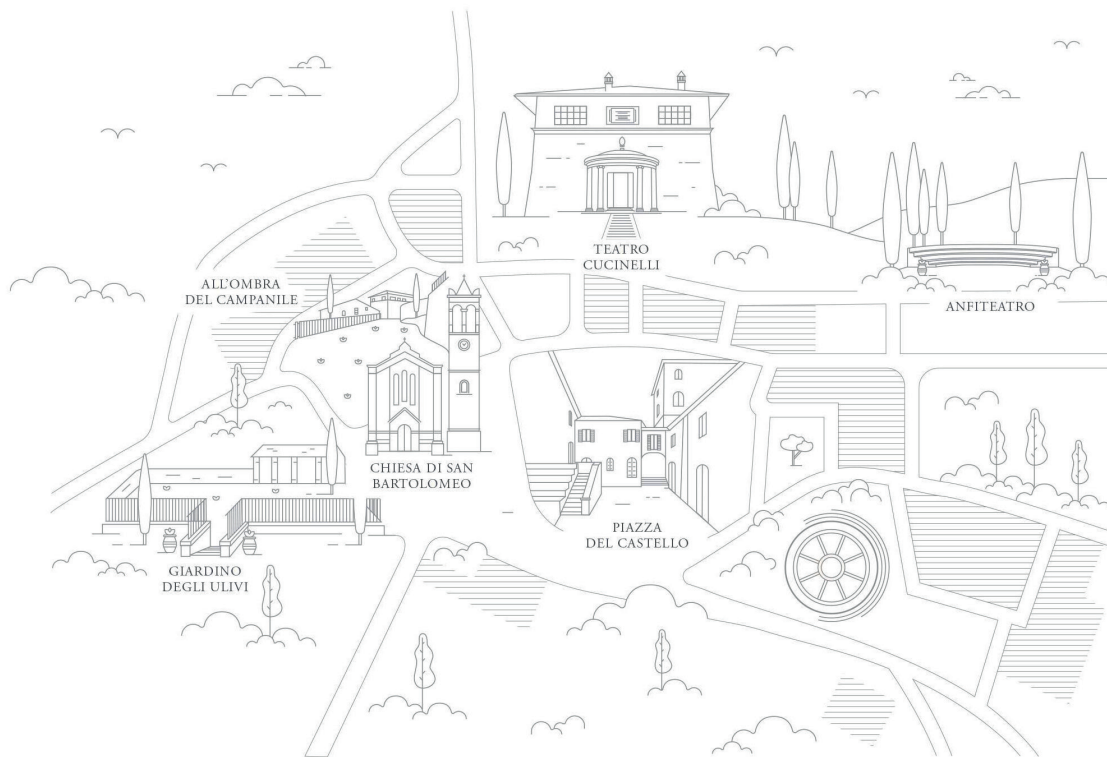 TEATRO
CUCINELLI
ALL'OMBRA
DEL CAMPANILE
ANFITEATRO
CHIESA DI SAN
BARTOLOMEO
PIAZZA
DEL CASTELLO
GIARDINO
DEGLI ULIVI